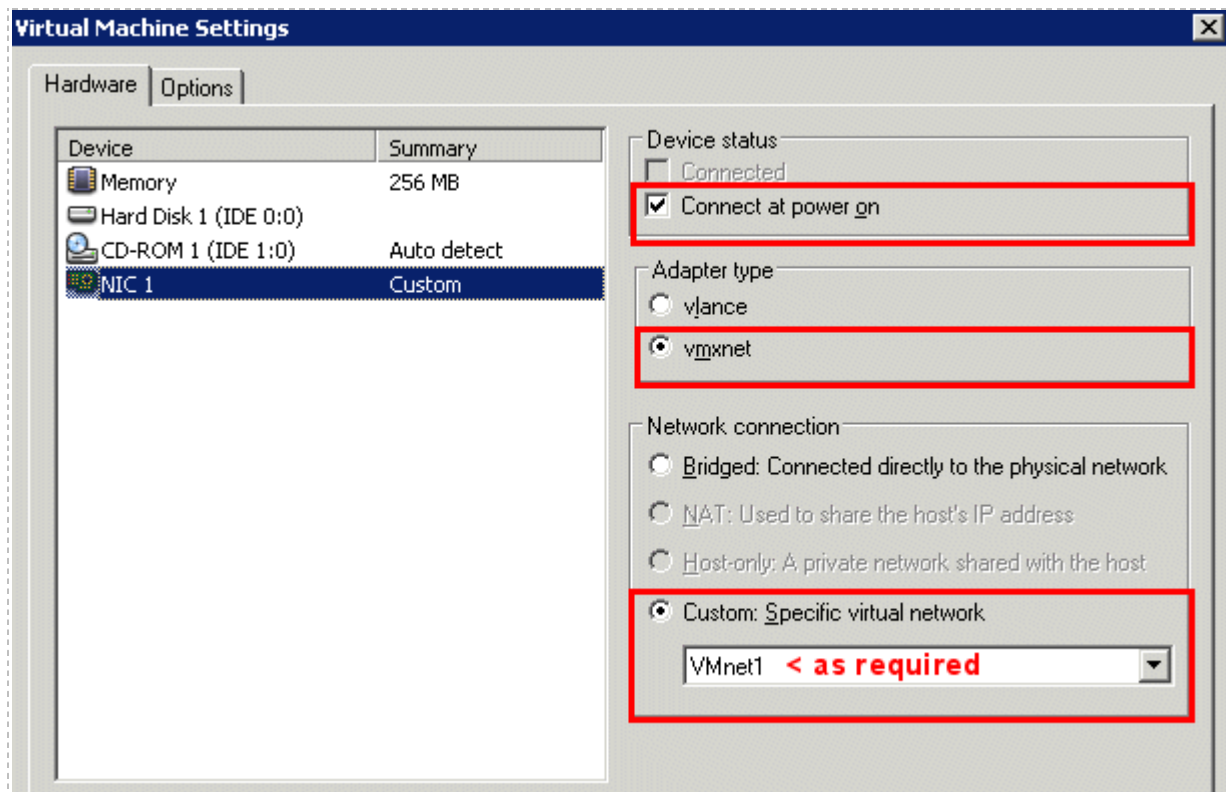 Virtual Machine Settings
Hardware
Options
Device Summary
Memory 256 MB
Hard Disk 1 (IDE 0:0)
CD-ROM 1 (IDE 1:0) Auto detect
NIC 1 Custom
Device status
Connected
Connect at power on
Adapter type
vlance
vmxnet
Network connection
Bridged: Connected directly to the physical network
NAT: Used to share the host's IP address
Host-only: A private network shared with the host
Custom: Specific virtual network
VMnet1 < as required